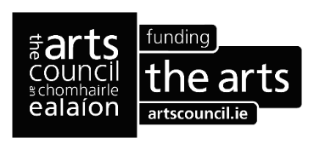 the arts
council
an chomhairle
ealaíon
funding
the arts
artscouncil.ie